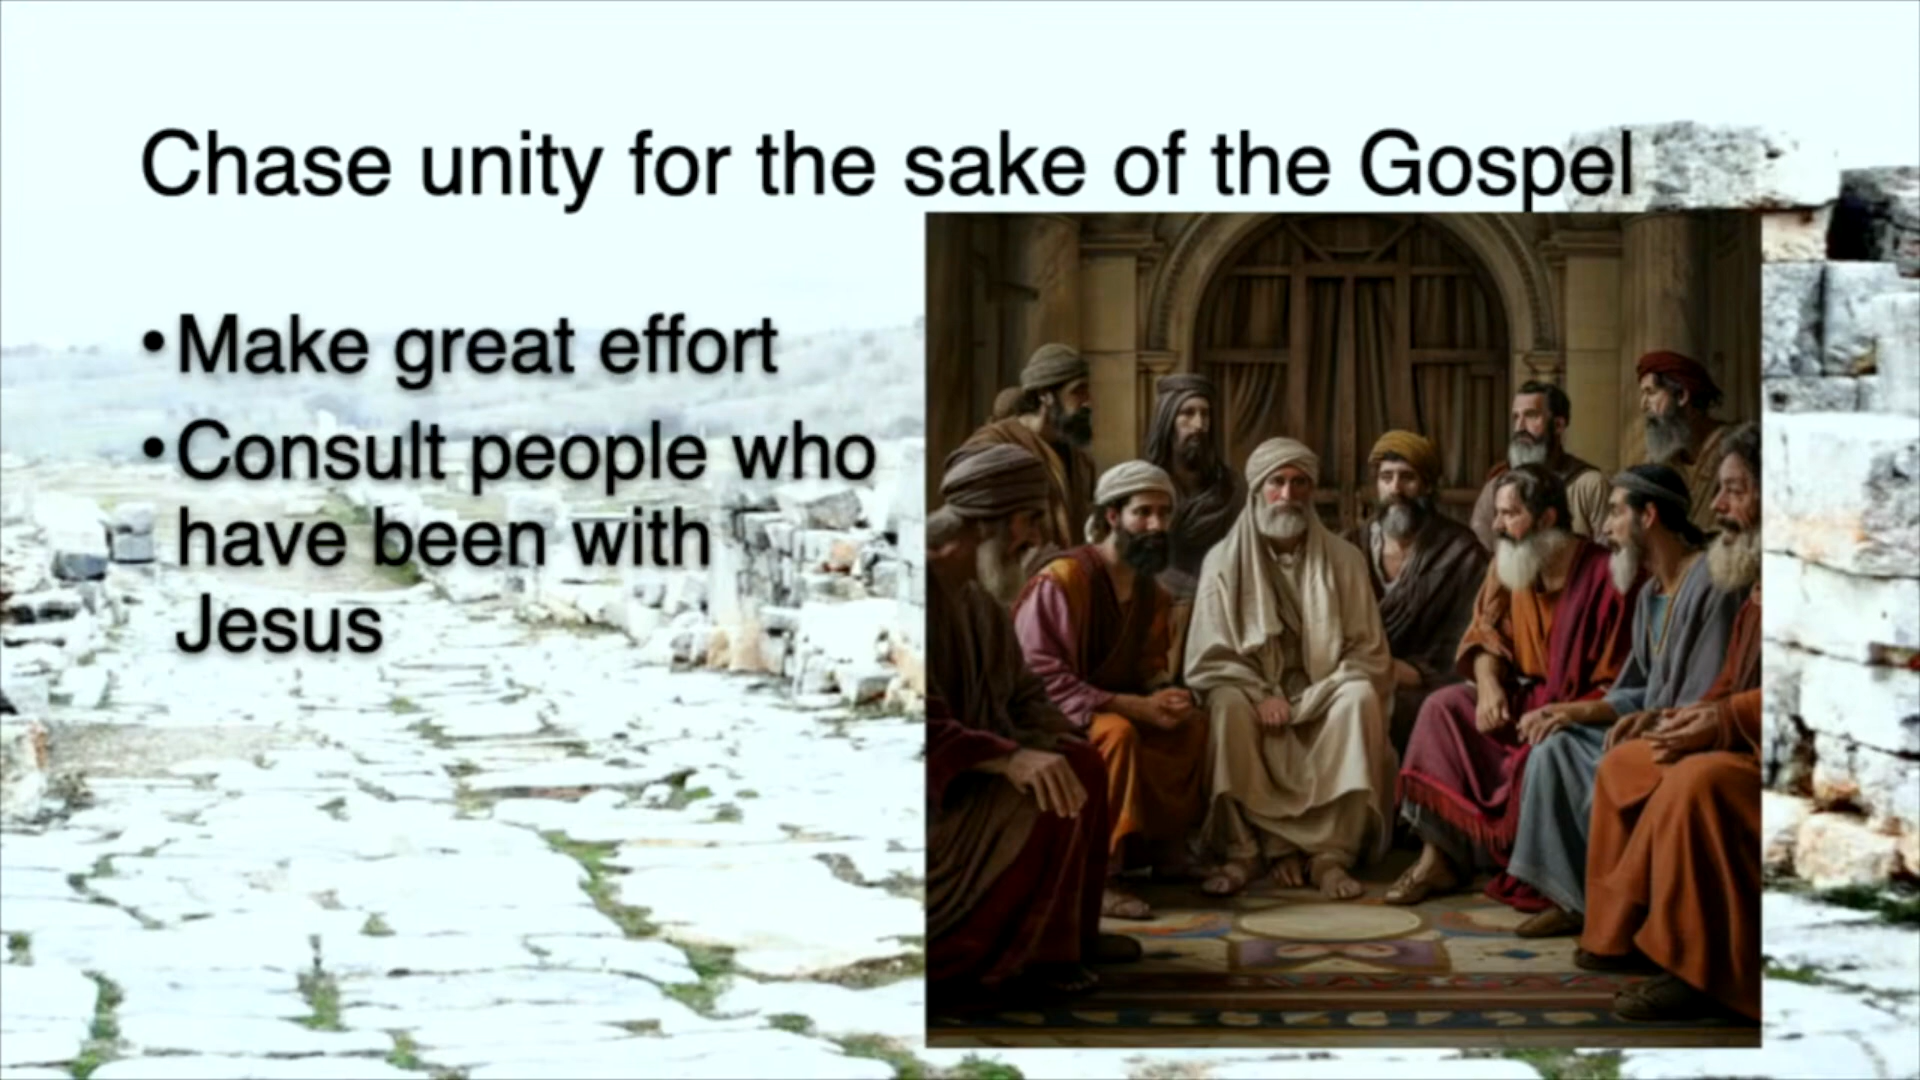 Chase unity for the sake of the Gospel
•Make great effort
•Consult people who
have been with
Jesus